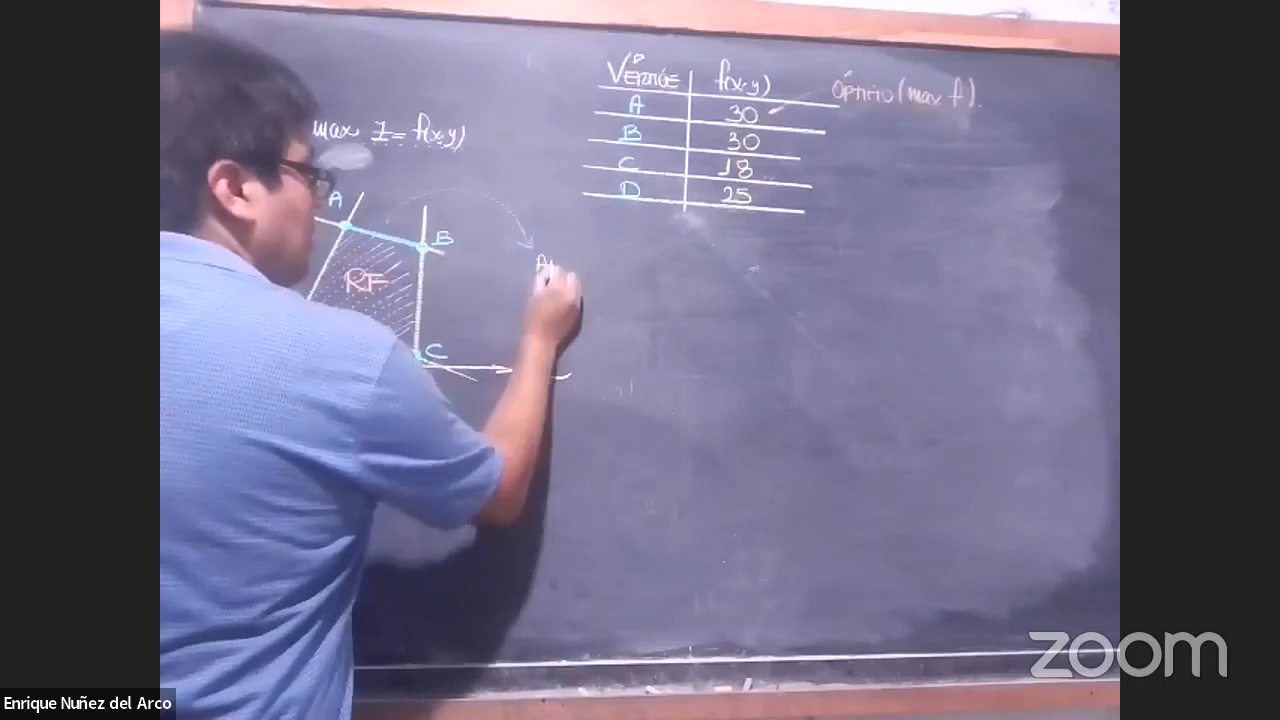 VÉRTICE f(x,y)
ÓPTIMO (max f).
A 30
B 30
C 18
D 25
max Z = f(x,y)
A
B
RF
C
zoom
Enrique Nuñez del Arco